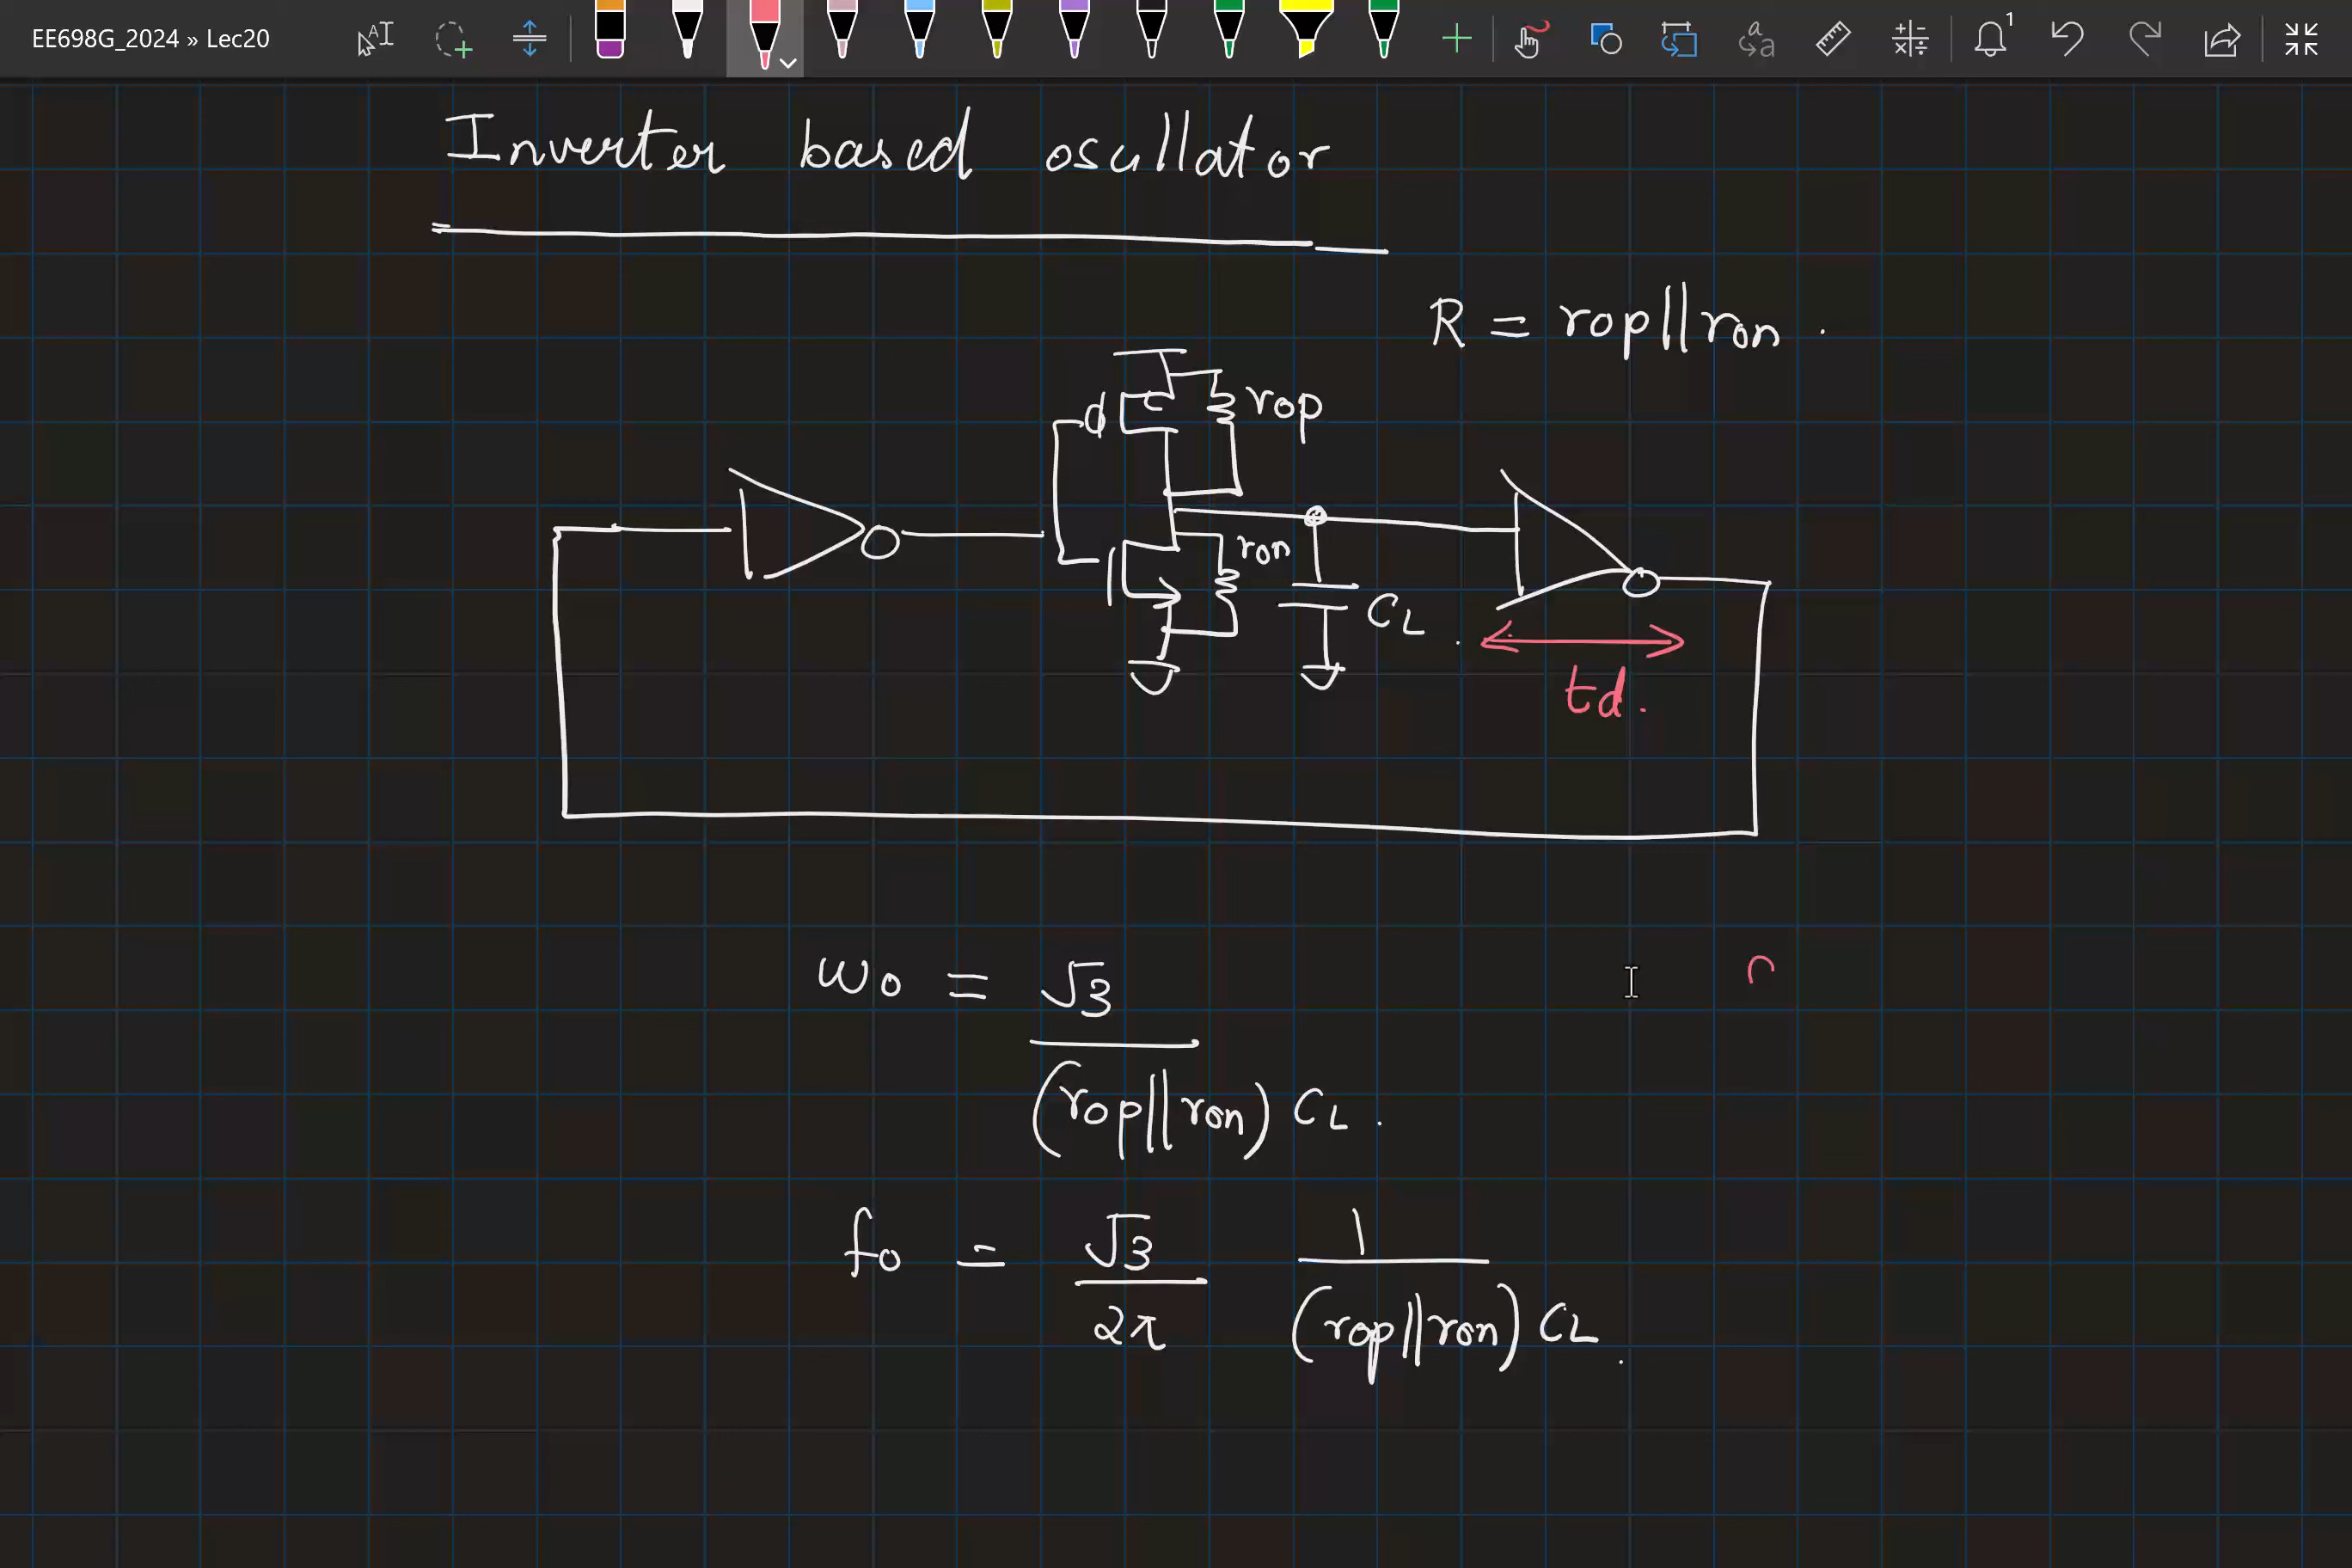 EE698G_2024 » Lec20
Inverter based oscillator
R = rop||ron .
rop
ron
CL .
td .
ω0 = √3
(rop||ron) CL .
f0 = √3 1
2π (rop||ron) CL .